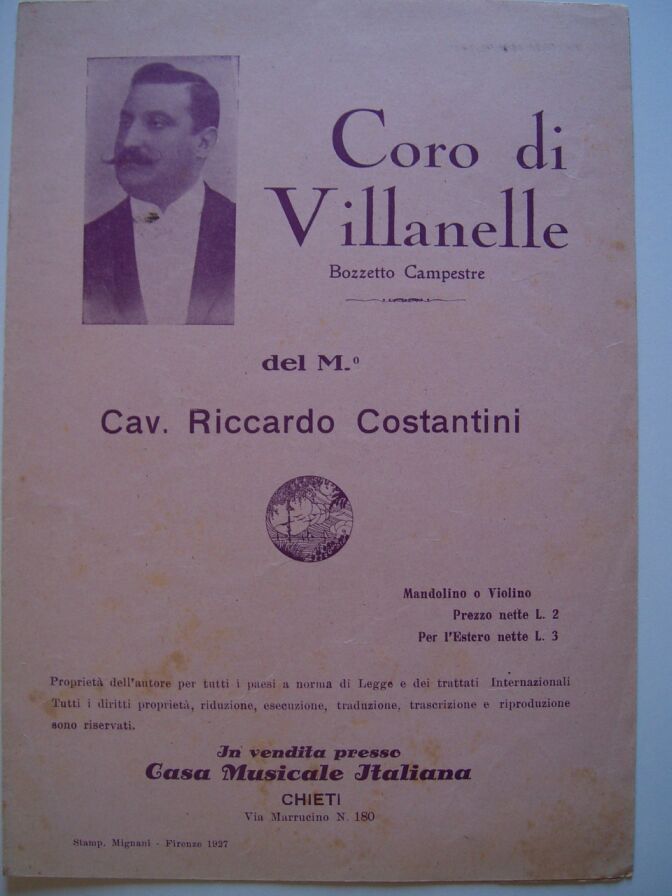 Coro di
Villanelle
Bozzetto Campestre
del M.º
Cav. Riccardo Costantini
Mandolino o Violino
Prezzo nette L. 2
Per l'Estero nette L. 3
Proprietà dell'autore per tutti i paesi a norma di Legge e dei trattati Internazionali
Tutti i diritti proprietà, riduzione, esecuzione, traduzione, trascrizione e riproduzione
sono riservati.
In vendita presso
Casa Musicale Italiana
CHIETI
Via Marrucino N. 180
Stamp. Mignani - Firenze 1927